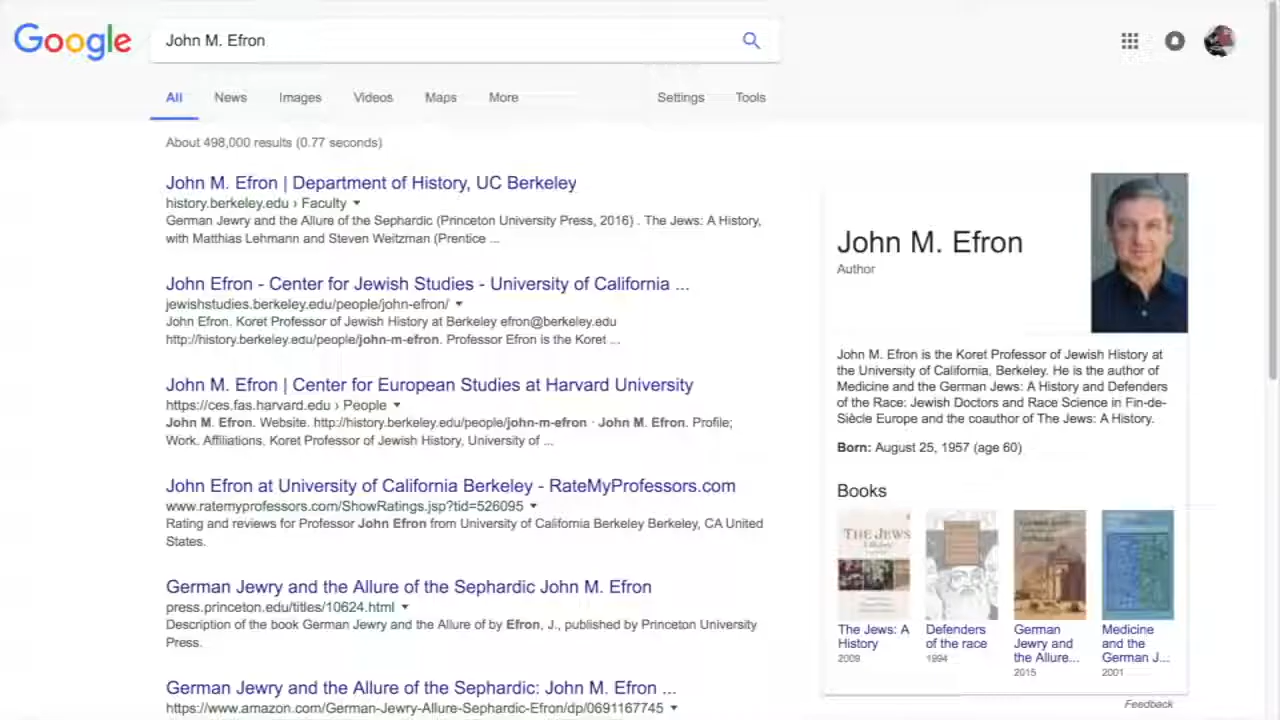 Google
John M. Efron
All News Images Videos Maps More Settings Tools
About 498,000 results (0.77 seconds)
John M. Efron | Department of History, UC Berkeley
history.berkeley.edu › Faculty
German Jewry and the Allure of the Sephardic (Princeton University Press, 2016) . The Jews: A History,
with Matthias Lehmann and Steven Weitzman (Prentice ...
John Efron - Center for Jewish Studies - University of California ...
jewishstudies.berkeley.edu/people/john-efron/
John Efron. Koret Professor of Jewish History at Berkeley efron@berkeley.edu
http://history.berkeley.edu/people/john-m-efron. Professor Efron is the Koret ...
John M. Efron | Center for European Studies at Harvard University
https://ces.fas.harvard.edu › People
John M. Efron. Website. http://history.berkeley.edu/people/john-m-efron · John M. Efron. Profile;
Work. Affiliations. Koret Professor of Jewish History, University of ...
John Efron at University of California Berkeley - RateMyProfessors.com
www.ratemyprofessors.com/ShowRatings.jsp?tid=526095
Rating and reviews for Professor John Efron from University of California Berkeley Berkeley, CA United
States.
German Jewry and the Allure of the Sephardic John M. Efron
press.princeton.edu/titles/10624.html
Description of the book German Jewry and the Allure of by Efron, J., published by Princeton University
Press.
German Jewry and the Allure of the Sephardic: John M. Efron ...
https://www.amazon.com/German-Jewry-Allure-Sephardic-Efron/dp/0691167745
John M. Efron
Author
John M. Efron is the Koret Professor of Jewish History at
the University of California, Berkeley. He is the author of
Medicine and the German Jews: A History and Defenders
of the Race: Jewish Doctors and Race Science in Fin-de-
Siècle Europe and the coauthor of The Jews: A History.
Born: August 25, 1957 (age 60)
Books
THE JEWS
The Jews: A
History
2009
Defenders
of the race
1994
German
Jewry and
the Allure...
2015
Medicine
and the
German J...
2001
Feedback